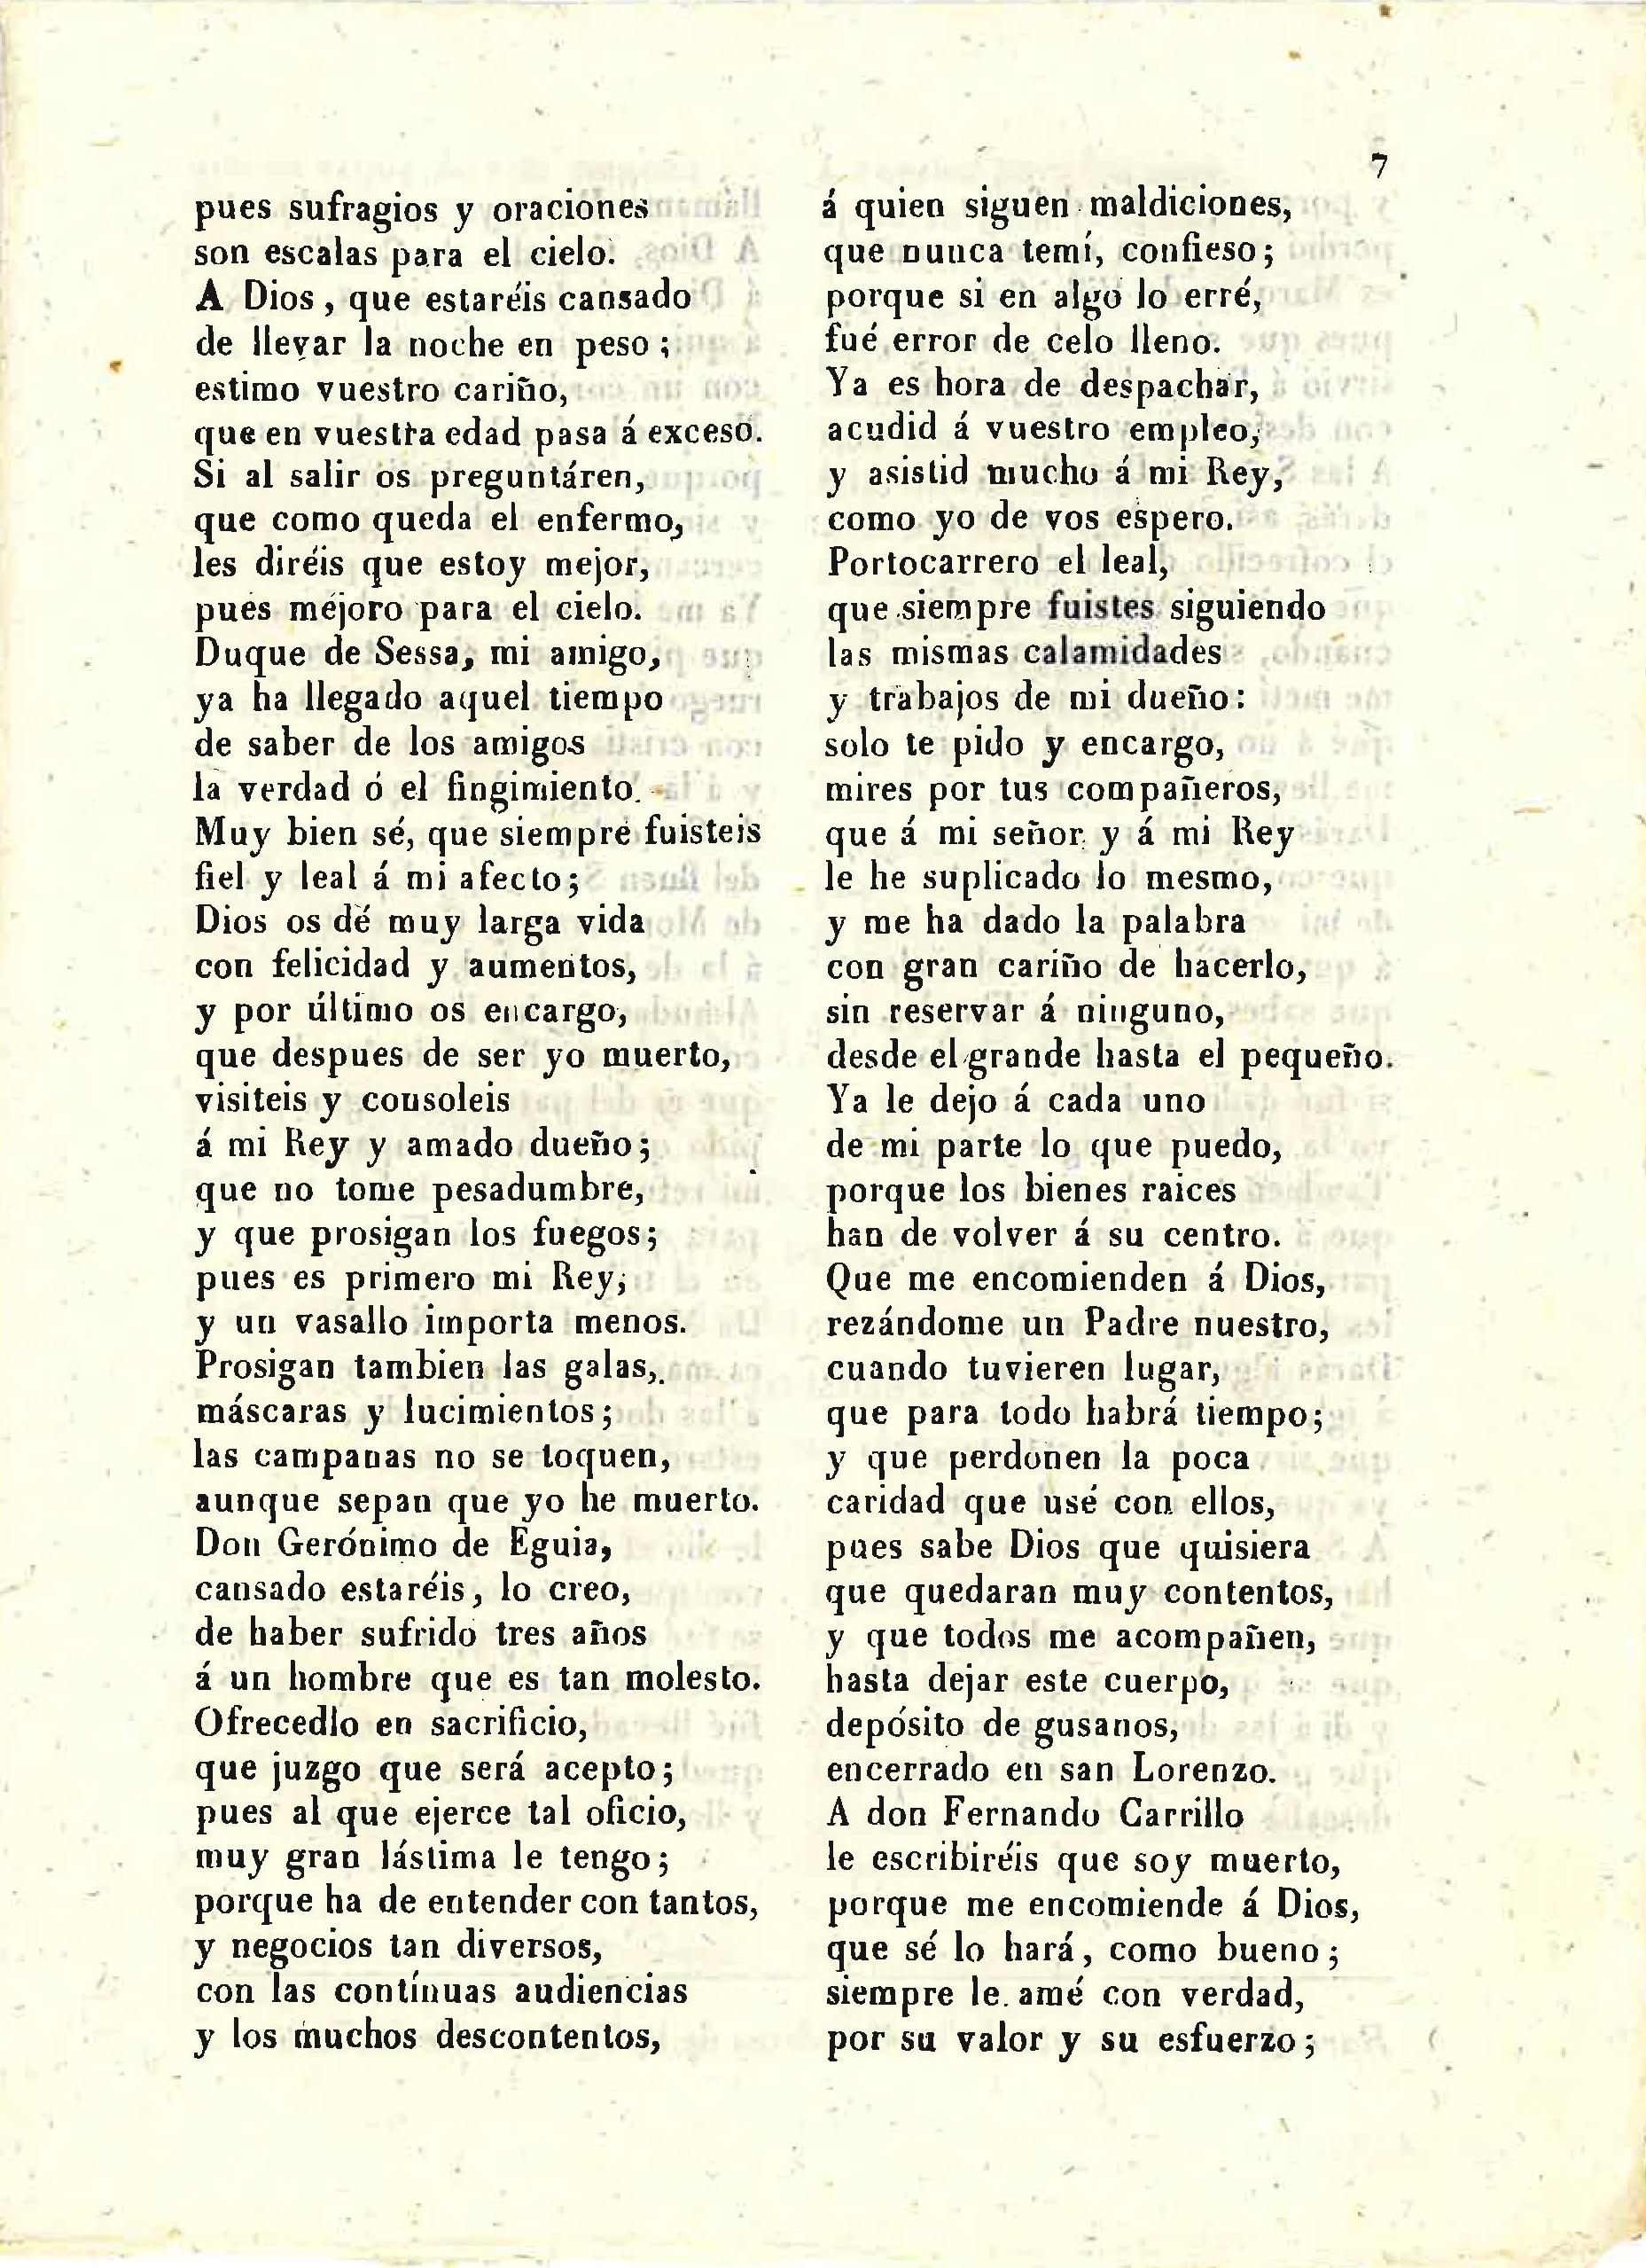 7
pues sufragios y oraciones
son escalas para el cielo.
A Dios, que estaréis cansado
de llevar la noche en peso;
estimo vuestro cariño,
que en vuestra edad pasa á exceso.
Si al salir os preguntáren,
que como queda el enfermo,
les diréis que estoy mejor,
pues mejoro para el cielo.
Duque de Sessa, mi amigo,
ya ha llegado aquel tiempo
de saber de los amigos
la verdad ó el fingimiento.
Muy bien sé, que siempre fuisteis
fiel y leal á mi afecto;
Dios os dé muy larga vida
con felicidad y aumentos,
y por último os encargo,
que despues de ser yo muerto,
visiteis y consoleis
á mi Rey y amado dueño;
que no tome pesadumbre,
y que prosigan los fuegos;
pues es primero mi Rey,
y un vasallo importa menos.
Prosigan tambien las galas,
máscaras y lucimientos;
las campanas no se toquen,
aunque sepan que yo he muerto.
Don Gerónimo de Eguia,
cansado estaréis, lo creo,
de haber sufrido tres años
á un hombre que es tan molesto.
Ofrecedlo en sacrificio,
que juzgo que será acepto;
pues al que ejerce tal oficio,
muy gran lástima le tengo;
porque ha de entender con tantos,
y negocios tan diversos,
con las contínuas audiencias
y los muchos descontentos,
á quien siguen maldiciones,
que nunca temí, confieso;
porque si en algo lo erré,
fué error de celo lleno.
Ya es hora de despachar,
acudid á vuestro empleo,
y asistid mucho á mi Rey,
como yo de vos espero.
Portocarrero el leal,
que siempre fuistes siguiendo
las mismas calamidades
y trabajos de mi dueño:
solo te pido y encargo,
mires por tus compañeros,
que á mi señor y á mi Rey
le he suplicado lo mesmo,
y me ha dado la palabra
con gran cariño de hacerlo,
sin reservar á ninguno,
desde el grande hasta el pequeño.
Ya le dejo á cada uno
de mi parte lo que puedo,
porque los bienes raices
han de volver á su centro.
Que me encomienden á Dios,
rezándome un Padre nuestro,
cuando tuvieren lugar,
que para todo habrá tiempo;
y que perdonen la poca
caridad que usé con ellos,
pues sabe Dios que quisiera
que quedaran muy contentos,
y que todos me acompañen,
hasta dejar este cuerpo,
depósito de gusanos,
encerrado en san Lorenzo.
A don Fernando Carrillo
le escribiréis que soy muerto,
porque me encomiende á Dios,
que sé lo hará, como bueno;
siempre le amé con verdad,
por su valor y su esfuerzo;